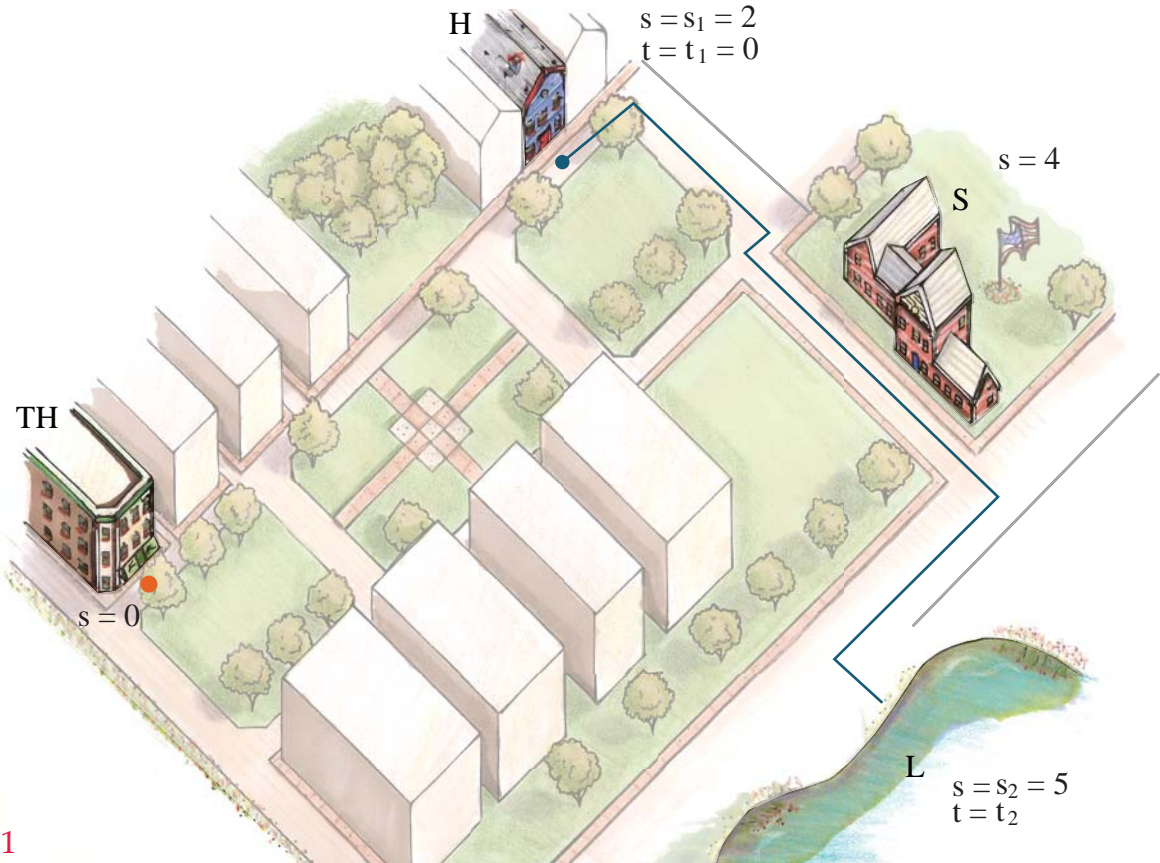 H
s = s₁ = 2
t = t₁ = 0
s = 4
S
TH
s = 0
L
s = s₂ = 5
t = t₂
1